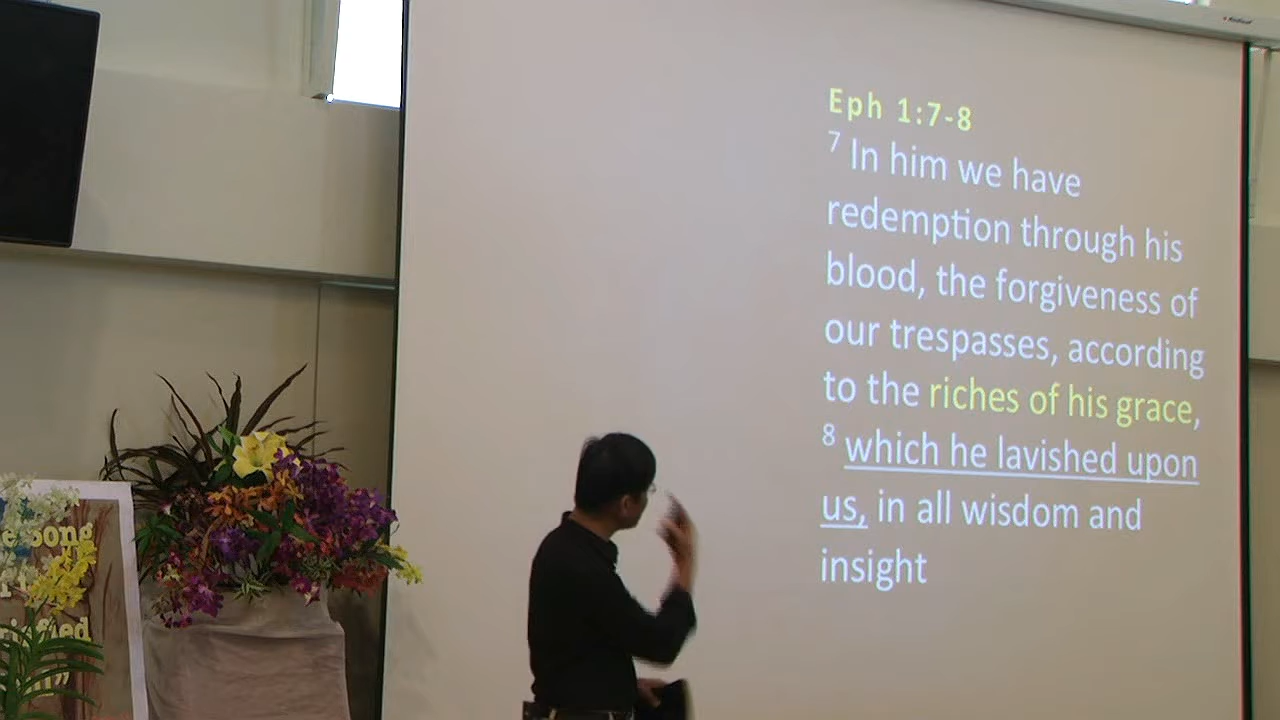 Eph 1:7-8
7 In him we have
redemption through his
blood, the forgiveness of
our trespasses, according
to the riches of his grace,
8 which he lavished upon
us, in all wisdom and
insight
Song